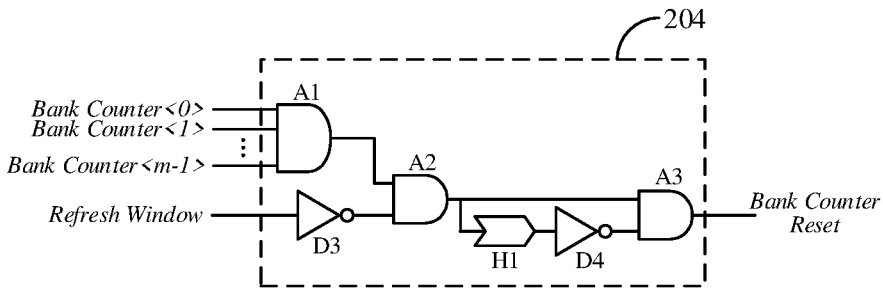 204
A1
Bank Counter<0>
Bank Counter<1>
Bank Counter<m-1>
A2
A3
Refresh Window
Bank Counter
Reset
D3
H1
D4